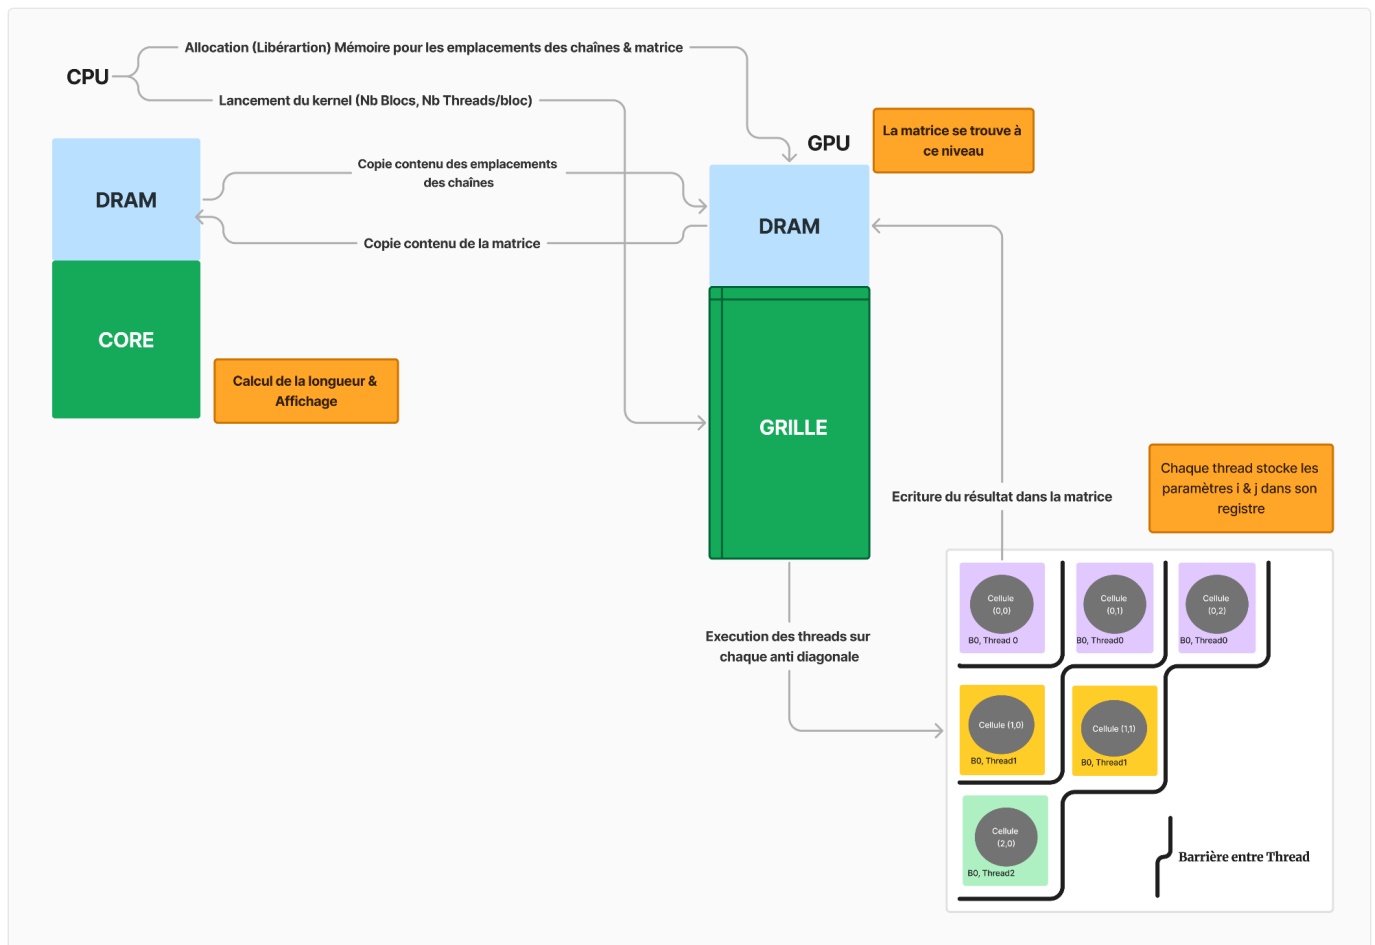 Allocation (Libérartion) Mémoire pour les emplacements des chaînes & matrice
CPU
Lancement du kernel (Nb Blocs, Nb Threads/bloc)
GPU
La matrice se trouve à
ce niveau
Copie contenu des emplacements
des chaînes
DRAM
DRAM
Copie contenu de la matrice
CORE
Calcul de la longueur &
Affichage
GRILLE
Chaque thread stocke les
paramètres i & j dans son
registre
Ecriture du résultat dans la matrice
Execution des threads sur
chaque anti diagonale
Cellule
(0,0)
B0, Thread 0
Cellule
(0,1)
B0, Thread0
Cellule
(0,2)
B0, Thread0
Cellule (1,0)
B0, Thread1
Cellule (1,1)
B0, Thread1
Cellule
(2,0)
B0, Thread2
Barrière entre Thread